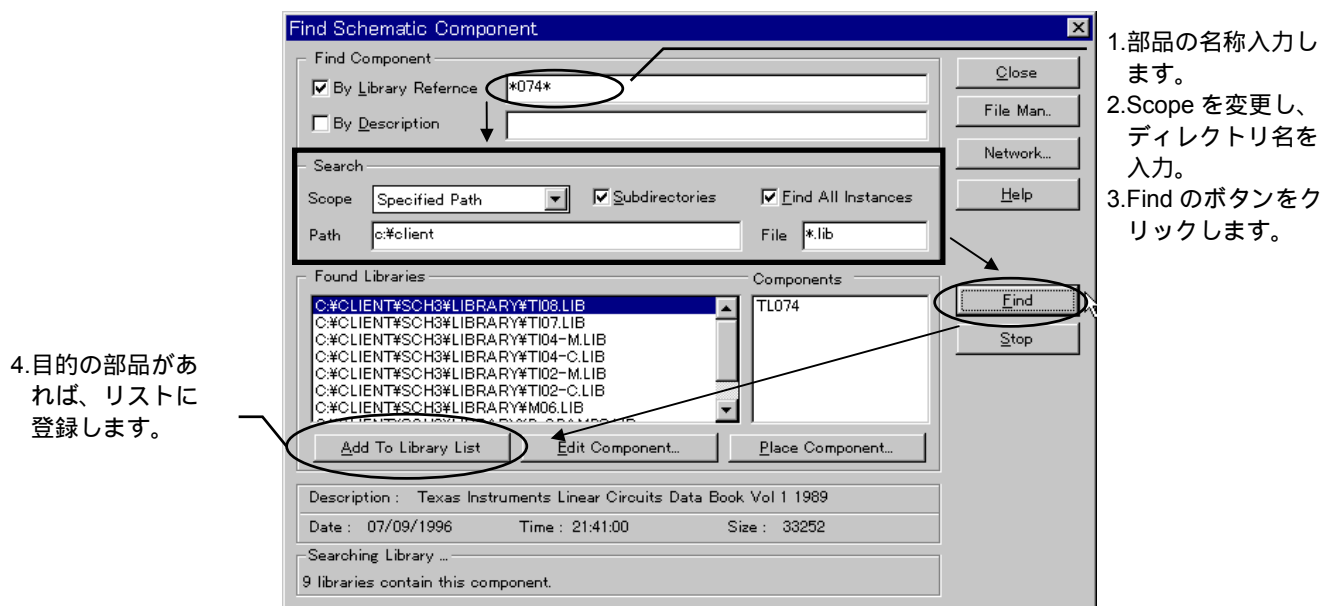 Find Schematic Component
Find Component
By Library Refernce
*074*
By Description
Close
File Man..
Network...
Help
Search
Scope
Specified Path
Subdirectories
Find All Instances
Path
c:¥client
File
*.lib
Found Libraries
C:¥CLIENT¥SCH3¥LIBRARY¥TI08.LIB
C:¥CLIENT¥SCH3¥LIBRARY¥TI07.LIB
C:¥CLIENT¥SCH3¥LIBRARY¥TI04-M.LIB
C:¥CLIENT¥SCH3¥LIBRARY¥TI04-C.LIB
C:¥CLIENT¥SCH3¥LIBRARY¥TI02-M.LIB
C:¥CLIENT¥SCH3¥LIBRARY¥TI02-C.LIB
C:¥CLIENT¥SCH3¥LIBRARY¥M06.LIB
Components
TL074
Find
Stop
Add To Library List
Edit Component...
Place Component...
Description : Texas Instruments Linear Circuits Data Book Vol 1 1989
Date : 07/09/1996 Time : 21:41:00 Size : 33252
Searching Library ...
9 libraries contain this component.
1.部品の名称入力し
ます。
2.Scope を変更し、
ディレクトリ名を
入力。
3.Find のボタンをク
リックします。
4.目的の部品があ
れば、リストに
登録します。